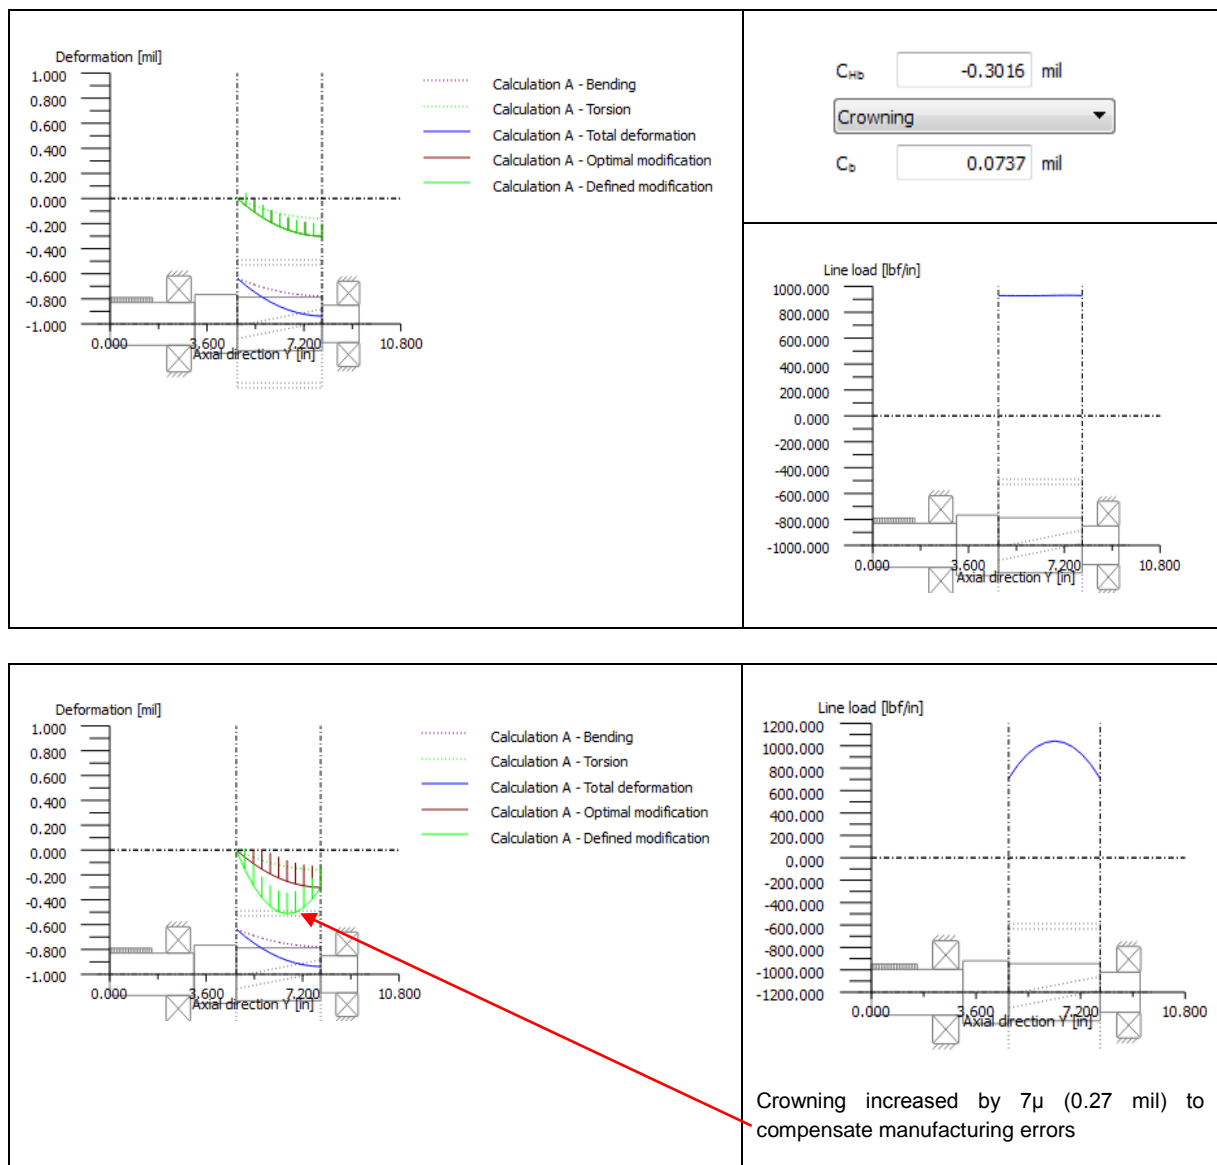 Deformation [mil]
1.000
0.800
0.600
0.400
0.200
0.000
-0.200
-0.400
-0.600
-0.800
-1.000
0.000 3.600 7.200 10.800
Axial direction Y [in]
Calculation A - Bending
Calculation A - Torsion
Calculation A - Total deformation
Calculation A - Optimal modification
Calculation A - Defined modification
CHb -0.3016 mil
Crowning
Cb 0.0737 mil
Line load [lbf/in]
1000.000
800.000
600.000
400.000
200.000
0.000
-200.000
-400.000
-600.000
-800.000
-1000.000
0.000 3.600 7.200 10.800
Axial direction Y [in]
Deformation [mil]
1.000
0.800
0.600
0.400
0.200
0.000
-0.200
-0.400
-0.600
-0.800
-1.000
0.000 3.600 7.200 10.800
Axial direction Y [in]
Calculation A - Bending
Calculation A - Torsion
Calculation A - Total deformation
Calculation A - Optimal modification
Calculation A - Defined modification
Line load [lbf/in]
1200.000
1000.000
800.000
600.000
400.000
200.000
0.000
-200.000
-400.000
-600.000
-800.000
-1000.000
-1200.000
0.000 3.600 7.200 10.800
Axial direction Y [in]
Crowning increased by 7µ (0.27 mil) to
compensate manufacturing errors